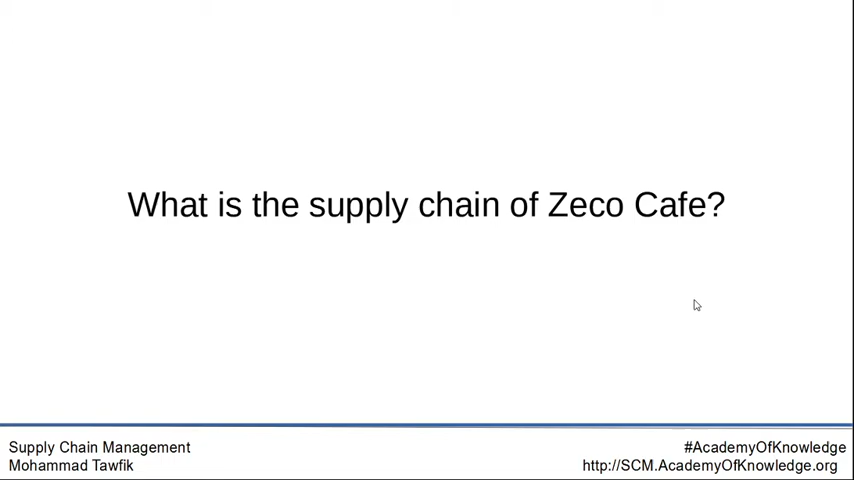 What is the supply chain of Zeco Cafe?
Supply Chain Management
Mohammad Tawfik
#AcademyOfKnowledge
http://SCM.AcademyOfKnowledge.org